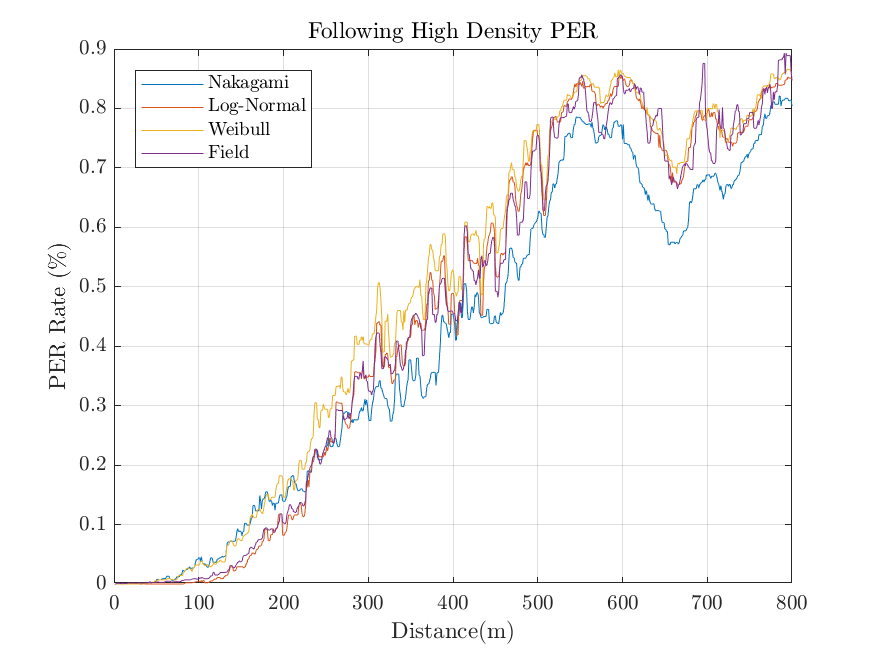 Following High Density PER
0.9
0.8
0.7
0.6
0.5
0.4
0.3
0.2
0.1
0
PER Rate (%)
Nakagami
Log-Normal
Weibull
Field
0 100 200 300 400 500 600 700 800
Distance(m)